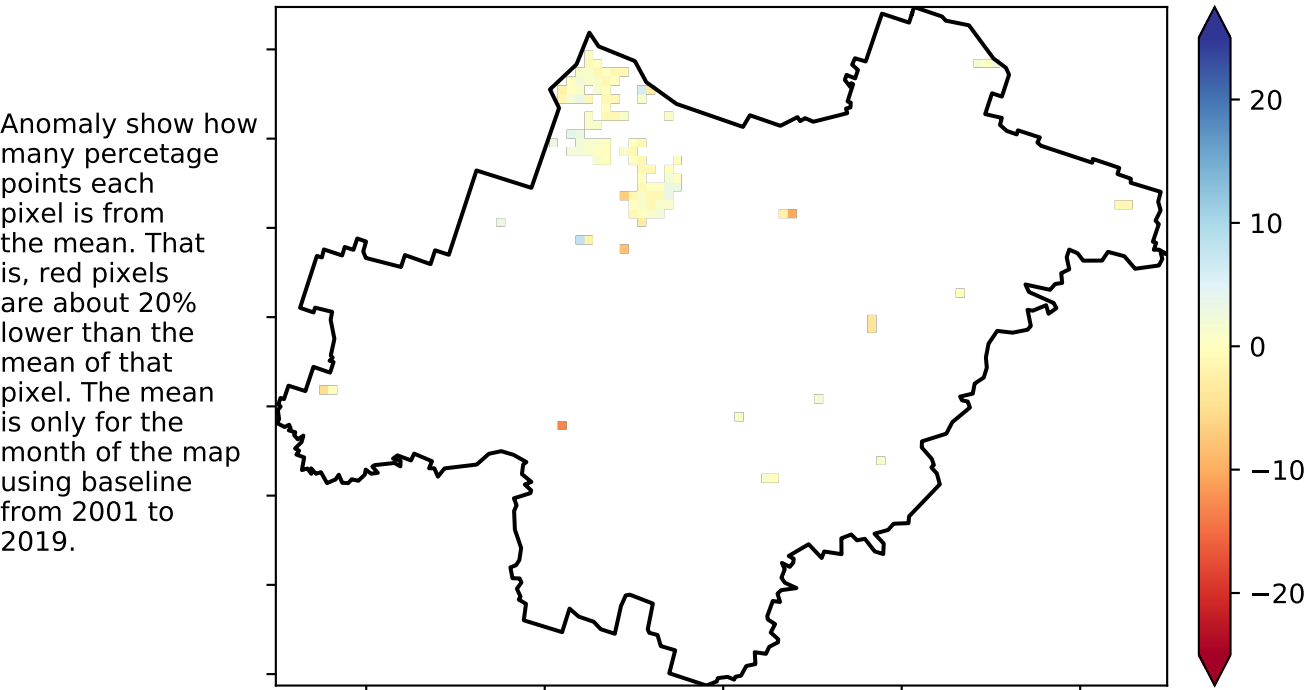 Anomaly show how
many percetage
points each
pixel is from
the mean. That
is, red pixels
are about 20%
lower than the
mean of that
pixel. The mean
is only for the
month of the map
using baseline
from 2001 to
2019.
20
10
0
−10
−20